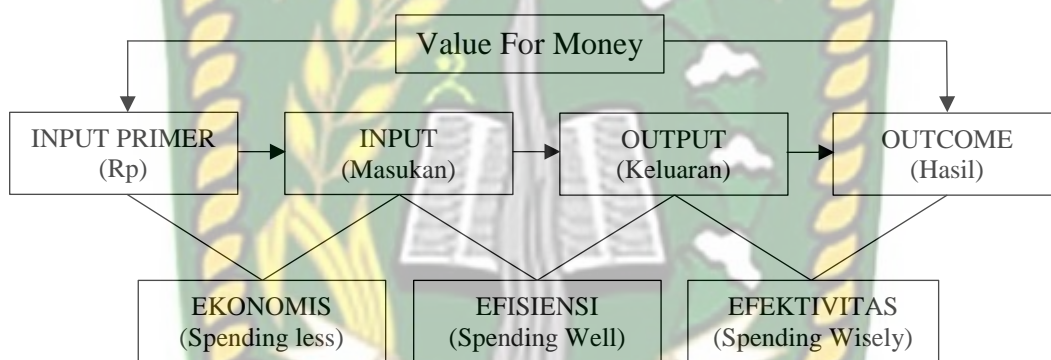 Value For Money
INPUT PRIMER
(Rp)
INPUT
(Masukan)
OUTPUT
(Keluaran)
OUTCOME
(Hasil)
EKONOMIS
(Spending less)
EFISIENSI
(Spending Well)
EFEKTIVITAS
(Spending Wisely)